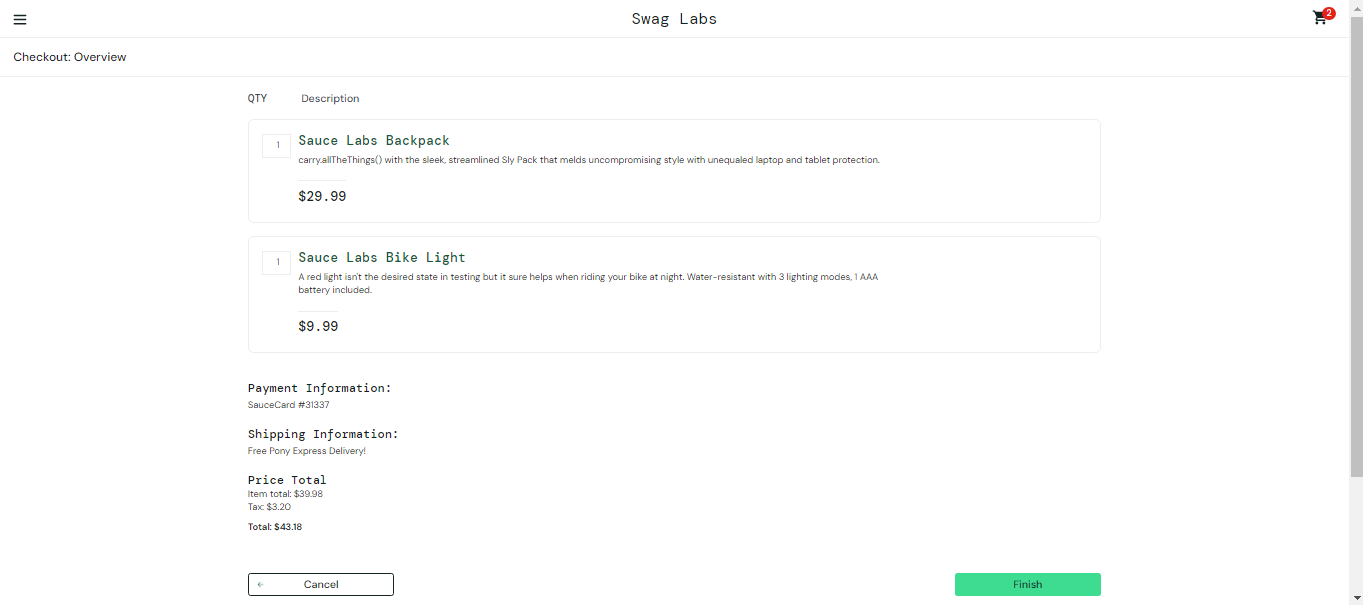 Swag Labs
2
Checkout: Overview
QTY Description
1
Sauce Labs Backpack
carry.allTheThings() with the sleek, streamlined Sly Pack that melds uncompromising style with unequaled laptop and tablet protection.
$29.99
1
Sauce Labs Bike Light
A red light isn't the desired state in testing but it sure helps when riding your bike at night. Water-resistant with 3 lighting modes, 1 AAA
battery included.
$9.99
Payment Information:
SauceCard #31337
Shipping Information:
Free Pony Express Delivery!
Price Total
Item total: $39.98
Tax: $3.20
Total: $43.18
Cancel
Finish